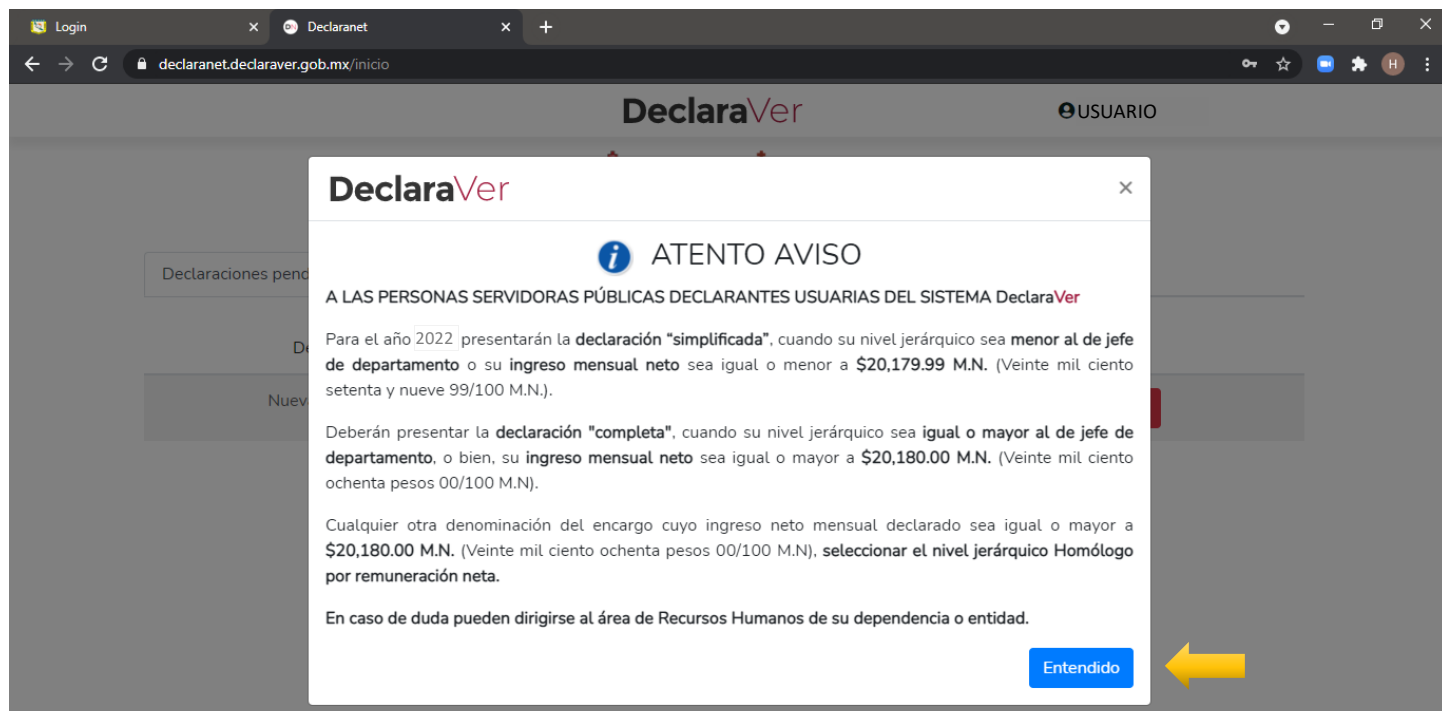 Login
Declaranet
declaranet.declaraver.gob.mx/inicio
H
DeclaraVer
USUARIO
DeclaraVer
ATENTO AVISO
Declaraciones pend
A LAS PERSONAS SERVIDORAS PÚBLICAS DECLARANTES USUARIAS DEL SISTEMA DeclaraVer
Para el año 2022 presentarán la declaración “simplificada”, cuando su nivel jerárquico sea menor al de jefe
de departamento o su ingreso mensual neto sea igual o menor a $20,179.99 M.N. (Veinte mil ciento
setenta y nueve 99/100 M.N.).
De
Nuev
Deberán presentar la declaración "completa", cuando su nivel jerárquico sea igual o mayor al de jefe de
departamento, o bien, su ingreso mensual neto sea igual o mayor a $20,180.00 M.N. (Veinte mil ciento
ochenta pesos 00/100 M.N).
Cualquier otra denominación del encargo cuyo ingreso neto mensual declarado sea igual o mayor a
$20,180.00 M.N. (Veinte mil ciento ochenta pesos 00/100 M.N), seleccionar el nivel jerárquico Homólogo
por remuneración neta.
En caso de duda pueden dirigirse al área de Recursos Humanos de su dependencia o entidad.
Entendido